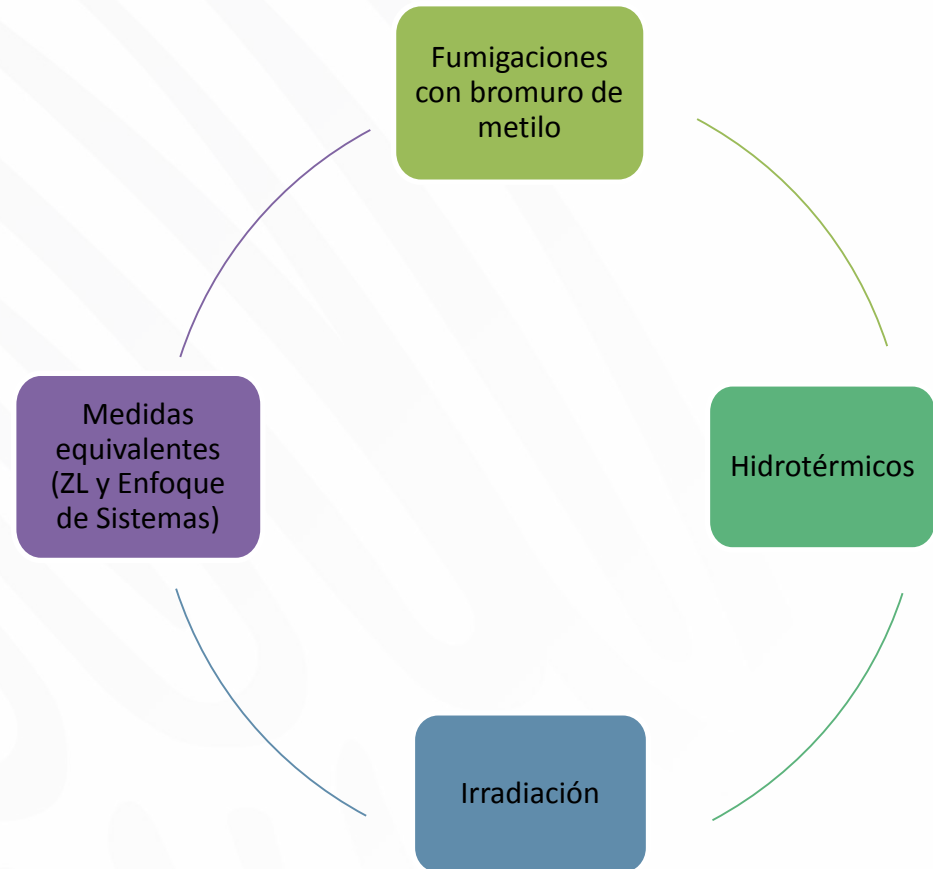 Fumigaciones
con bromuro de
metilo
Hidrotérmicos
Irradiación
Medidas
equivalentes
(ZL y Enfoque
de Sistemas)